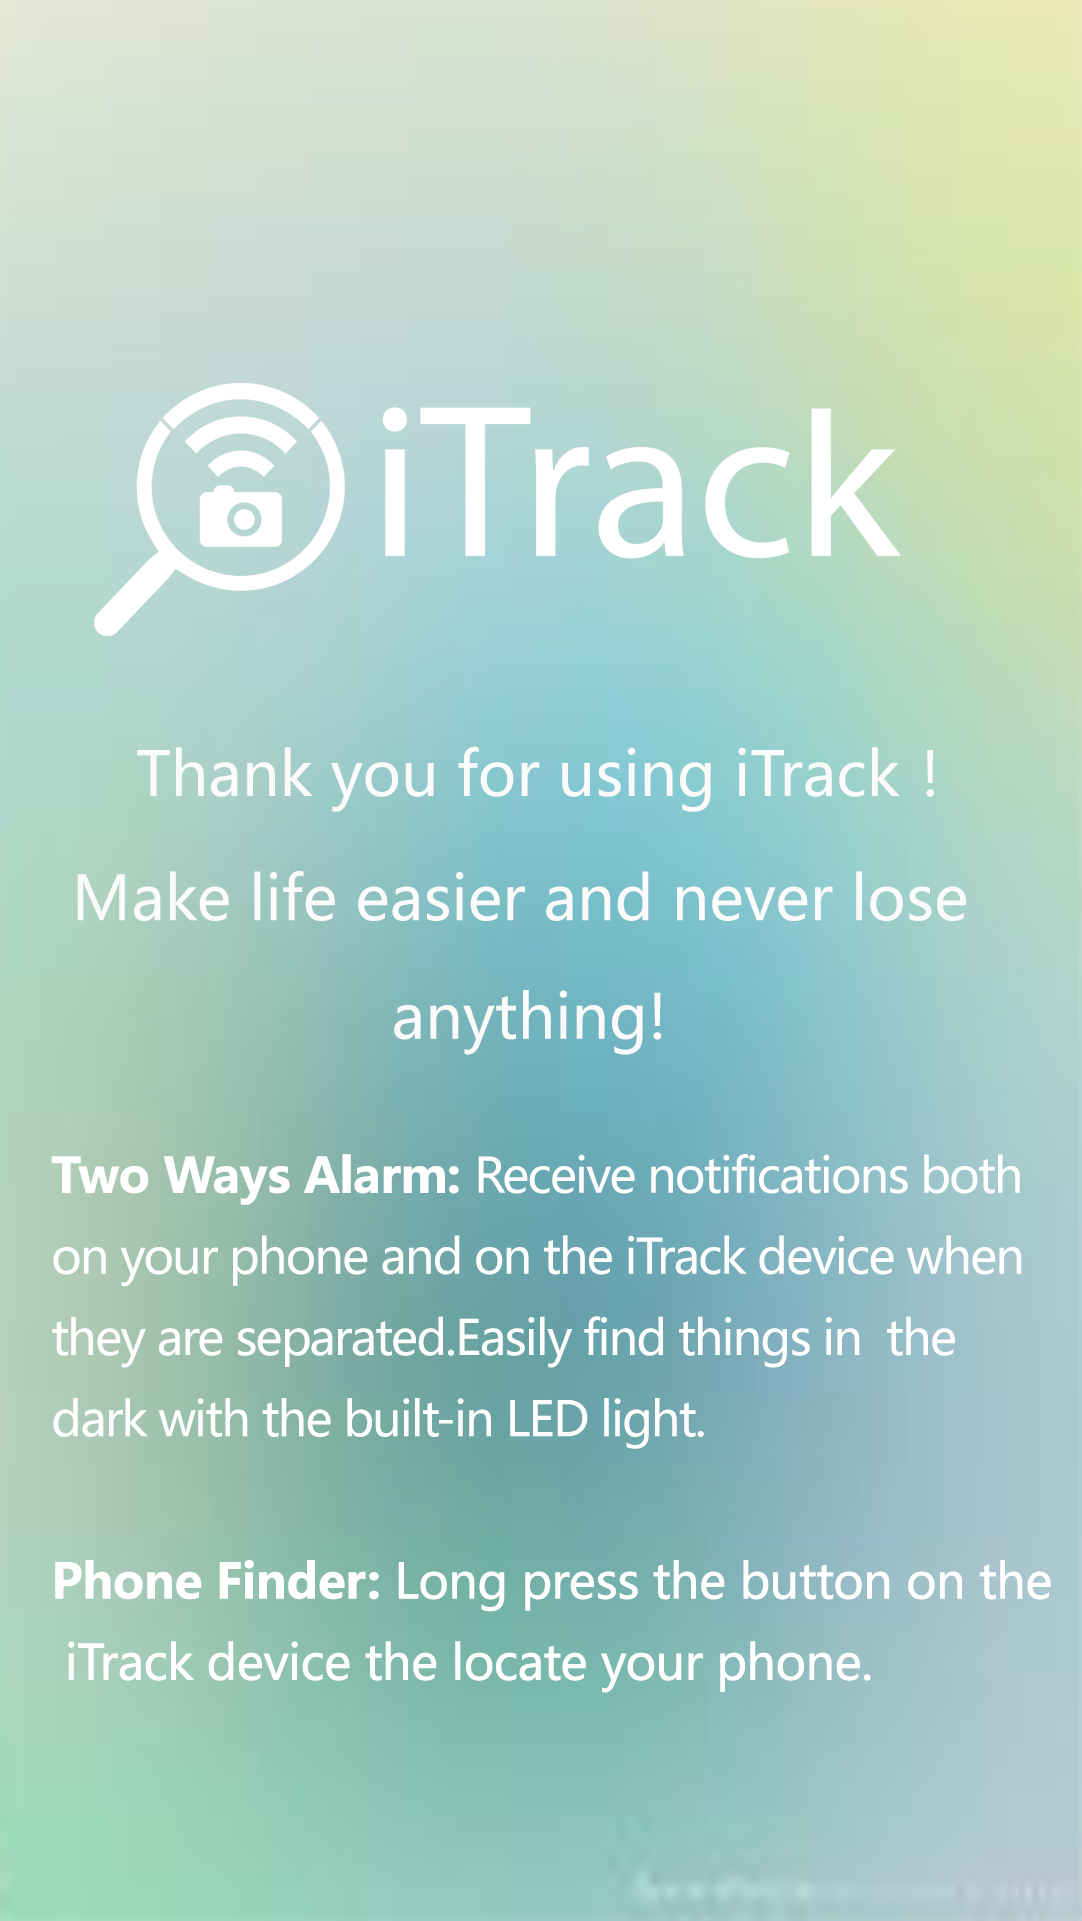 iTrack
Thank you for using iTrack !
Make life easier and never lose
anything!
Two Ways Alarm: Receive notifications both
on your phone and on the iTrack device when
they are separated.Easily find things in  the
dark with the built-in LED light.
Phone Finder: Long press the button on the
iTrack device the locate your phone.